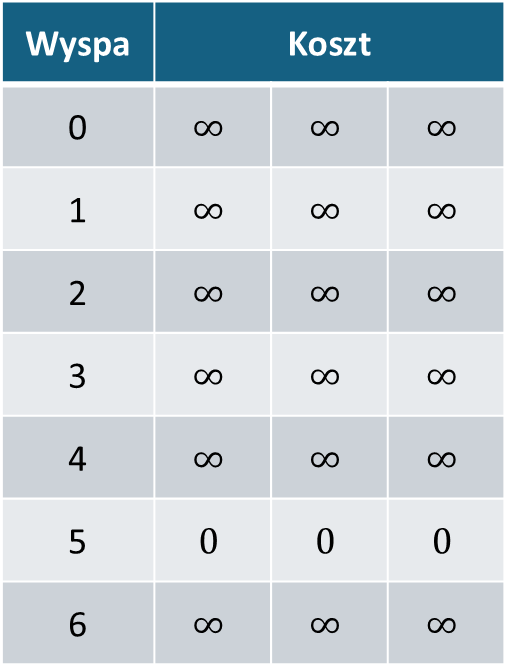 Wyspa Koszt
0 ∞ ∞ ∞
1 ∞ ∞ ∞
2 ∞ ∞ ∞
3 ∞ ∞ ∞
4 ∞ ∞ ∞
5 0 0 0
6 ∞ ∞ ∞